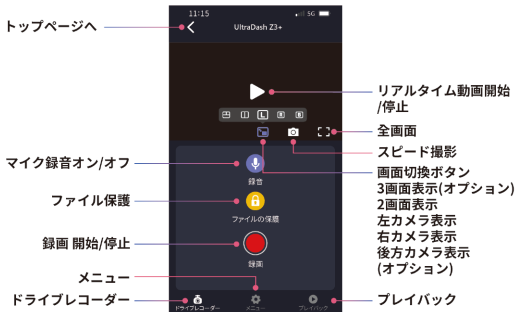 トップページへ
11:15
5G
UltraDash Z3+
L
リアルタイム動画開始
/停止
全画面
スピード撮影
マイク録音オン/オフ
録音
画面切換ボタン
3画面表示(オプション)
2画面表示
左カメラ表示
右カメラ表示
後方カメラ表示
(オプション)
ファイル保護
ファイルの保護
録画 開始/停止
録画
メニュー
ドライブレコーダー
ドライブレコーダー
メニュー
プレイバック
プレイバック